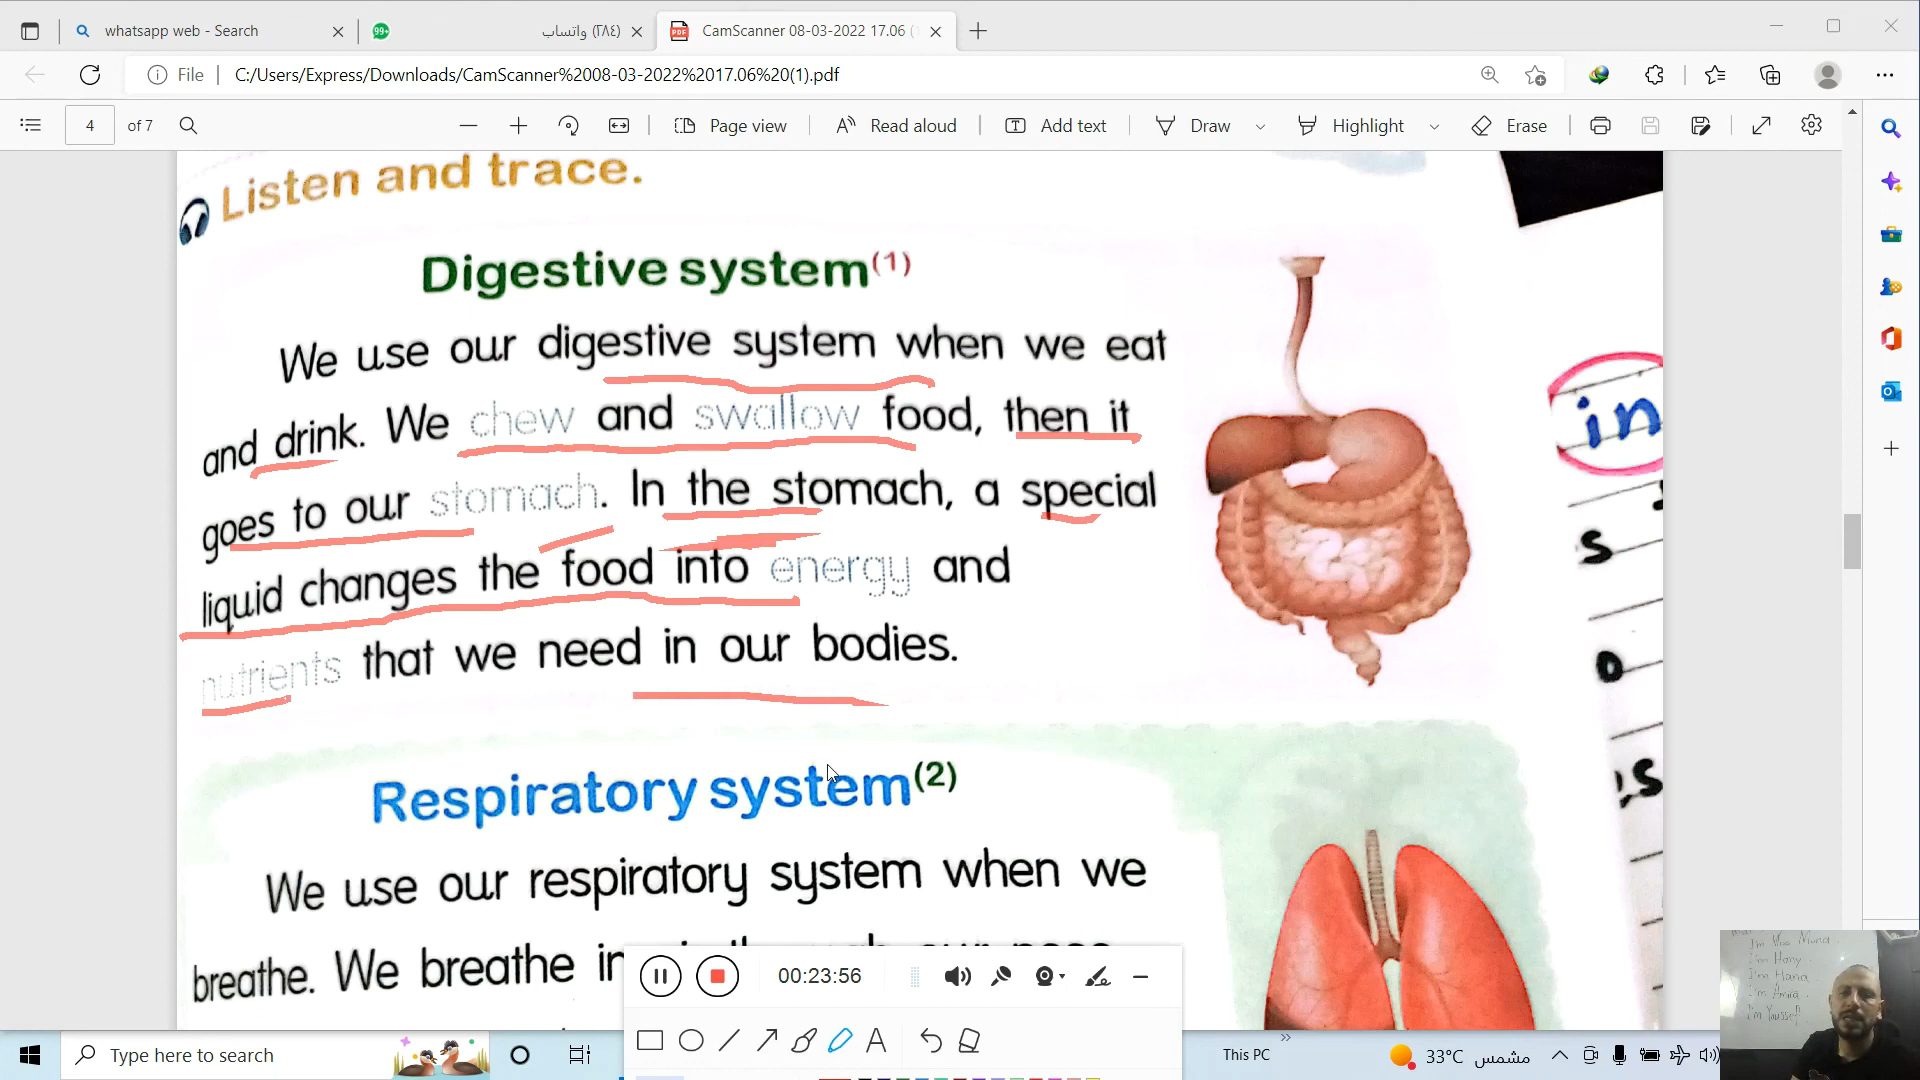 whatsapp web - Search
99+
واتساب (٢٨٤)
CamScanner 08-03-2022 17.06 (
File
C:/Users/Express/Downloads/CamScanner%2008-03-2022%2017.06%20(1).pdf
4 of 7
Page view
Read aloud
Add text
Draw
Highlight
Erase
Listen and trace.
Digestive system(1)
We use our digestive system when we eat
and drink. We chew and swallow food, then it
goes to our stomach. In the stomach, a special
liquid changes the food into energy and
nutrients that we need in our bodies.
in
s
o
Respiratory system(2)
We use our respiratory system when we
breathe. We breathe
00:23:56
I'm Hany
I'm Hana
I'm Amira
I'm Youssef
Type here to search
This PC
33°C مشمس